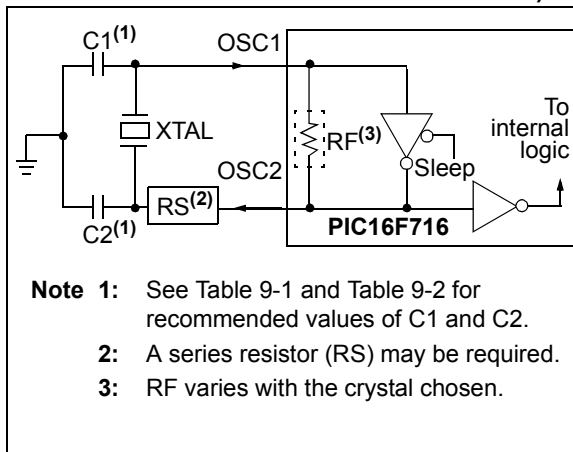 C1(1)
OSC1
XTAL
RF(3)
To
internal
logic
Sleep
OSC2
RS(2)
C2(1)
PIC16F716
Note 1: See Table 9-1 and Table 9-2 for
recommended values of C1 and C2.
2: A series resistor (RS) may be required.
3: RF varies with the crystal chosen.